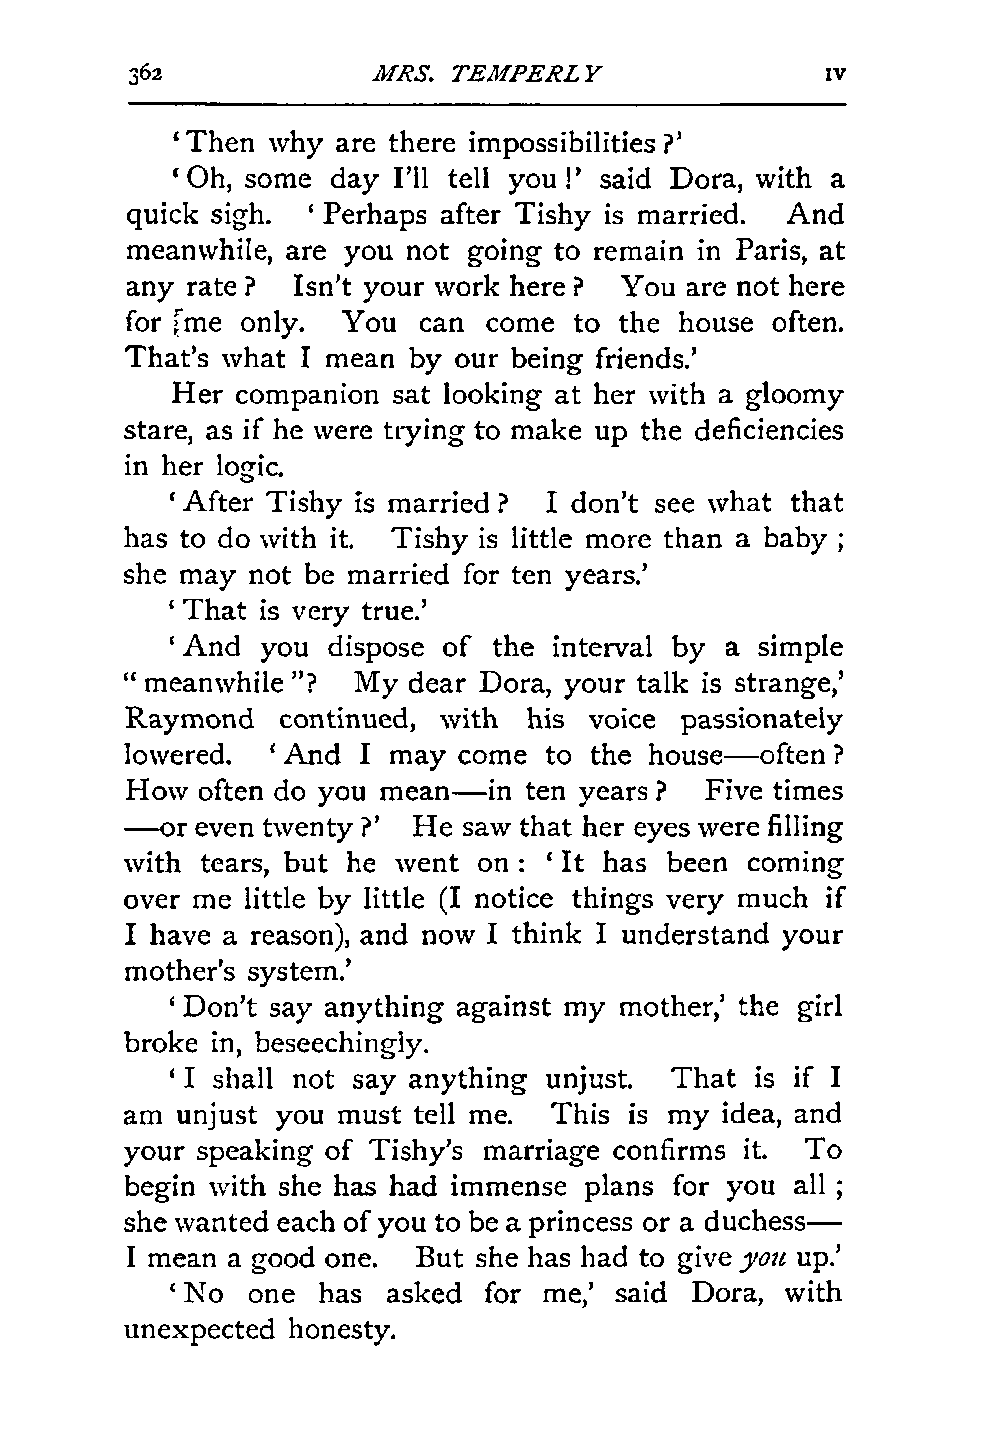 362 MRS. TEMPERLY IV
‘Then why are there impossibilities?’
‘Oh, some day I’ll tell you!’ said Dora, with a
quick sigh. ‘Perhaps after Tishy is married. And
meanwhile, are you not going to remain in Paris, at
any rate? Isn’t your work here? You are not here
for me only. You can come to the house often.
That’s what I mean by our being friends.’
Her companion sat looking at her with a gloomy
stare, as if he were trying to make up the deficiencies
in her logic.
‘After Tishy is married? I don’t see what that
has to do with it. Tishy is little more than a baby;
she may not be married for ten years.’
‘That is very true.’
‘And you dispose of the interval by a simple
“meanwhile”? My dear Dora, your talk is strange,’
Raymond continued, with his voice passionately
lowered. ‘And I may come to the house—often?
How often do you mean—in ten years? Five times
—or even twenty?’ He saw that her eyes were filling
with tears, but he went on: ‘It has been coming
over me little by little (I notice things very much if
I have a reason), and now I think I understand your
mother’s system.’
‘Don’t say anything against my mother,’ the girl
broke in, beseechingly.
‘I shall not say anything unjust. That is if I
am unjust you must tell me. This is my idea, and
your speaking of Tishy’s marriage confirms it. To
begin with she has had immense plans for you all;
she wanted each of you to be a princess or a duchess—
I mean a good one. But she has had to give you up.’
‘No one has asked for me,’ said Dora, with
unexpected honesty.